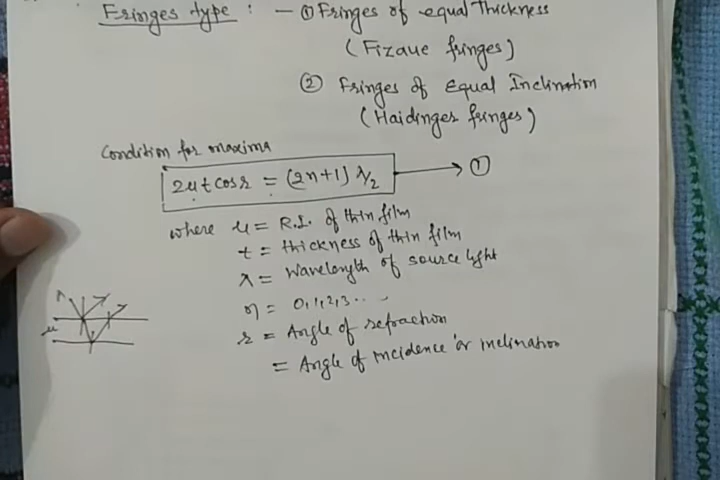 Fringes type : — ① Fringes of equal Thickness
(Fizaue fringes)
② Fringes of Equal Inclination
(Haidinger fringes)
Condition for maxima
2μt cos r = (2n+1) λ/2 → ①
where μ = R.I. of thin film
t = thickness of thin film
λ = Wavelength of source light
n = 0,1,2,3...
r = Angle of refraction
= Angle of incidence or inclination
μ